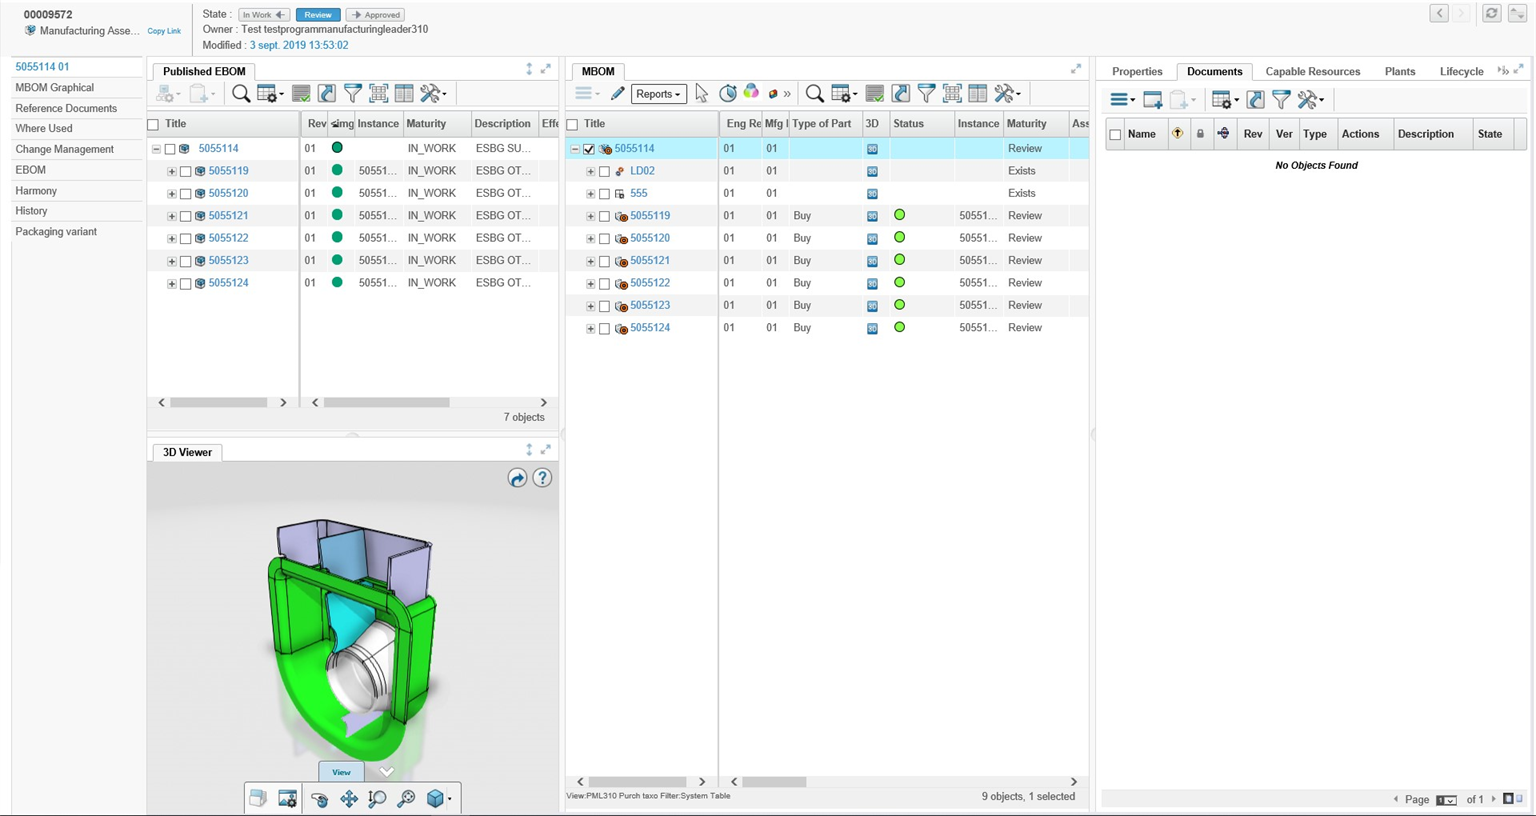 00009572
Manufacturing Asse... Copy Link
State : In Work Review Approved
Owner : Test testprogrammanufacturingleader310
Modified : 3 sept. 2019 13:53:02
5055114 01
MBOM Graphical
Reference Documents
Where Used
Change Management
EBOM
Harmony
History
Packaging variant
Published EBOM
Title Rev Img Instance Maturity Description Effe
5055114 01 IN_WORK ESBG SU...
5055119 01 50551... IN_WORK ESBG OT...
5055120 01 50551... IN_WORK ESBG OT...
5055121 01 50551... IN_WORK ESBG OT...
5055122 01 50551... IN_WORK ESBG OT...
5055123 01 50551... IN_WORK ESBG OT...
5055124 01 50551... IN_WORK ESBG OT...
7 objects
3D Viewer
?
View
MBOM
Reports
Title Eng Re Mfg I Type of Part 3D Status Instance Maturity Ass
5055114 01 01 3D Review
LD02 01 01 3D Exists
555 01 01 3D Exists
5055119 01 01 Buy 3D 50551... Review
5055120 01 01 Buy 3D 50551... Review
5055121 01 01 Buy 3D 50551... Review
5055122 01 01 Buy 3D 50551... Review
5055123 01 01 Buy 3D 50551... Review
5055124 01 01 Buy 3D 50551... Review
View:PML310 Purch taxo Filter:System Table
9 objects, 1 selected
Properties Documents Capable Resources Plants Lifecycle
Name Rev Ver Type Actions Description State
No Objects Found
Page 1 of 1